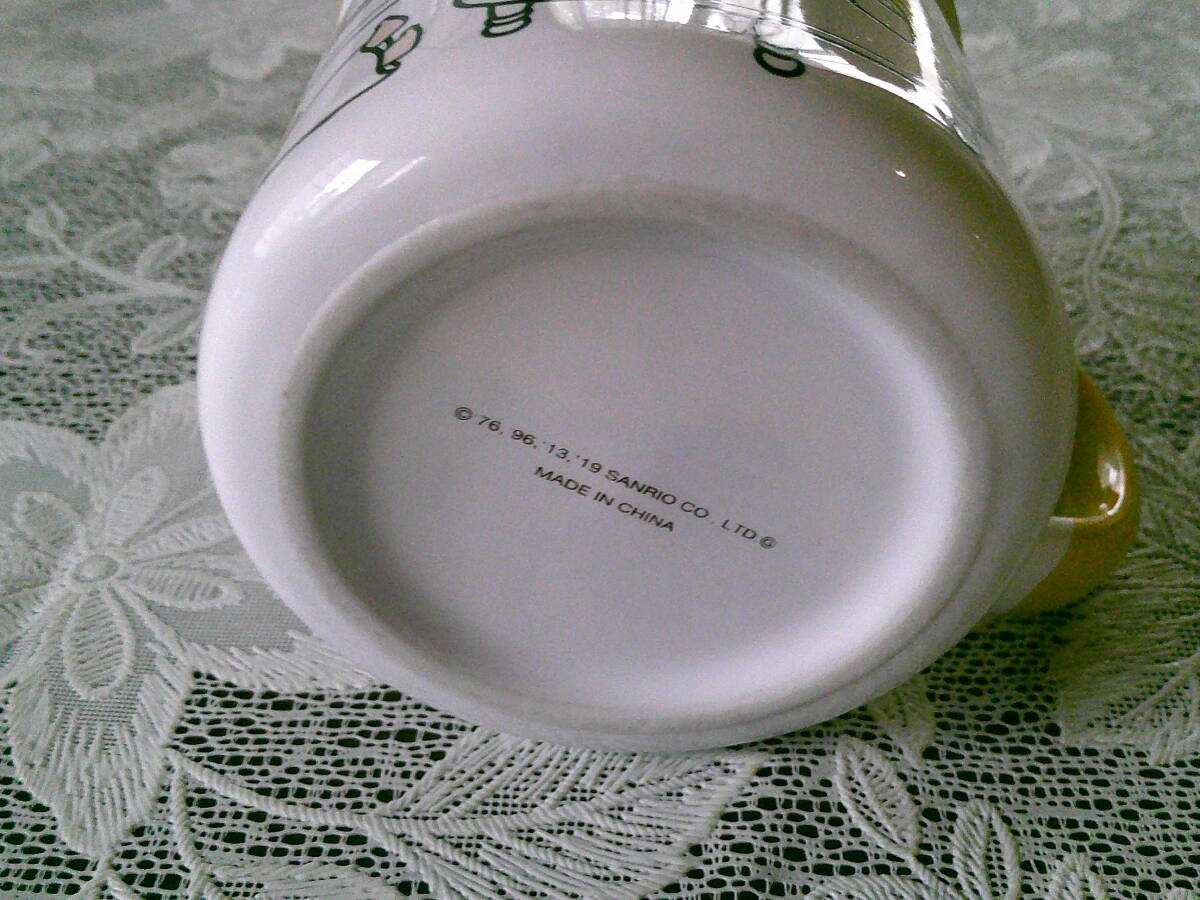 © 76, 96, '13, '19 SANRIO CO., LTD Ⓖ
MADE IN CHINA